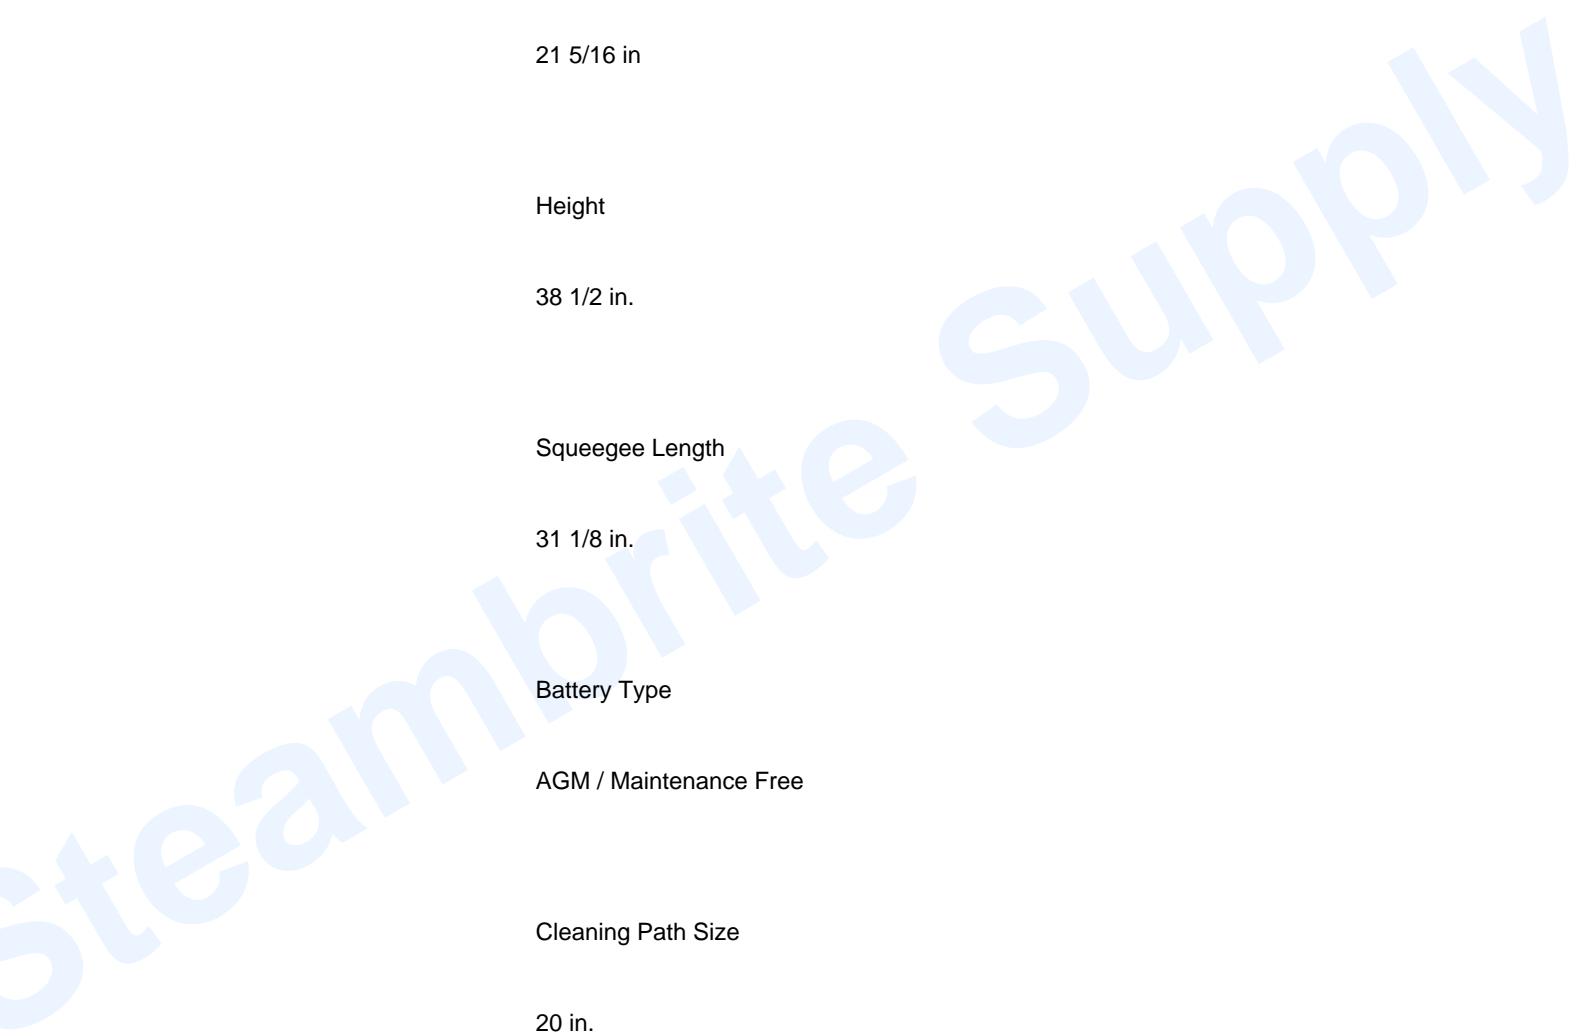 21 5/16 in
Height
38 1/2 in.
Squeegee Length
31 1/8 in.
Battery Type
AGM / Maintenance Free
Cleaning Path Size
20 in.
Steambrite Supply